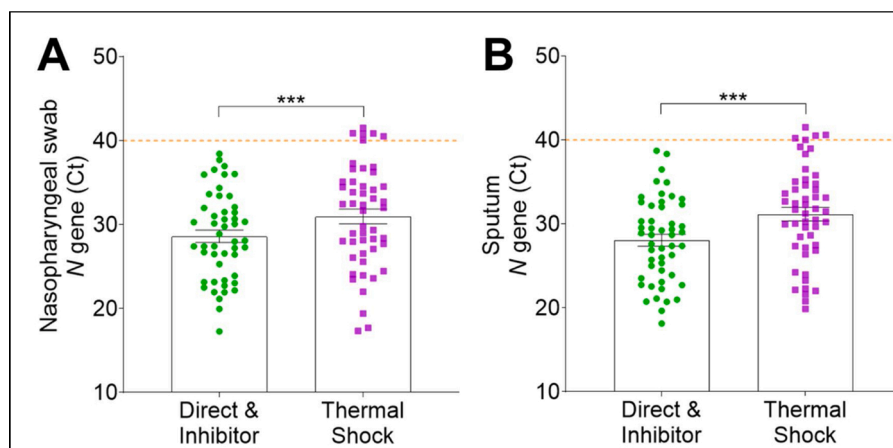 A
Nasopharyngeal swab
N gene (Ct)
50
40
30
20
10
***
Direct &
Inhibitor
Thermal
Shock
B
Sputum
N gene (Ct)
50
40
30
20
10
***
Direct &
Inhibitor
Thermal
Shock